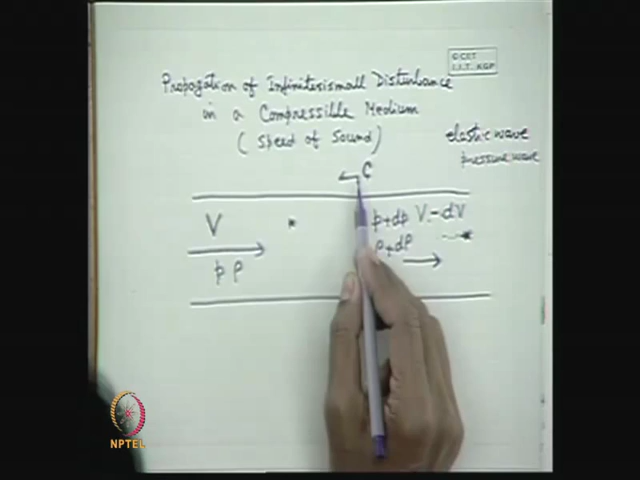 © CET
I.I.T. KGP
Propagation of Infinitesimall Disturbance
in a Compressible Medium
(Speed of Sound)
elastic wave
pressure wave
C
V
p ρ
p+dp V-dV
ρ+dρ
NPTEL